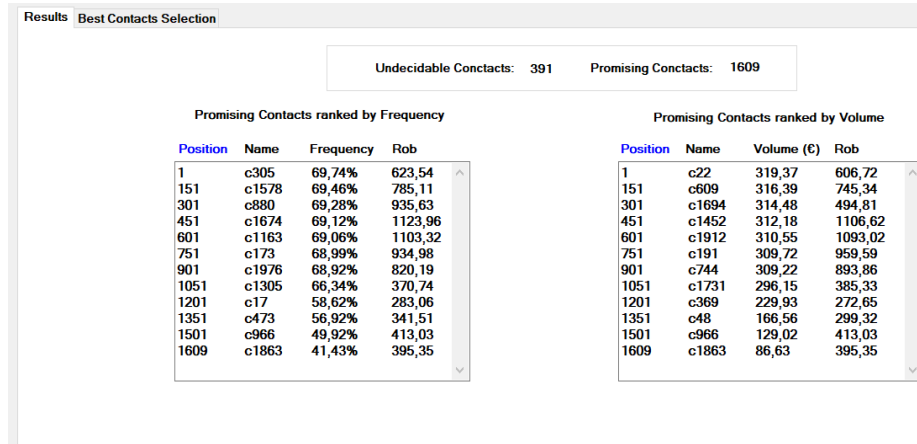 Results Best Contacts Selection
Undecidable Conctacts: 391 Promising Conctacts: 1609
Promising Contacts ranked by Frequency
Position Name Frequency Rob
1 c305 69,74% 623,54
151 c1578 69,46% 785,11
301 c880 69,28% 935,63
451 c1674 69,12% 1123,96
601 c1163 69,06% 1103,32
751 c173 68,99% 934,98
901 c1976 68,92% 820,19
1051 c1305 66,34% 370,74
1201 c17 58,62% 283,06
1351 c473 56,92% 341,51
1501 c966 49,92% 413,03
1609 c1863 41,43% 395,35
Promising Contacts ranked by Volume
Position Name Volume (€) Rob
1 c22 319,37 606,72
151 c609 316,39 745,34
301 c1694 314,48 494,81
451 c1452 312,18 1106,62
601 c1912 310,55 1093,02
751 c191 309,72 959,59
901 c744 309,22 893,86
1051 c1731 296,15 385,33
1201 c369 229,93 272,65
1351 c48 166,56 299,32
1501 c966 129,02 413,03
1609 c1863 86,63 395,35